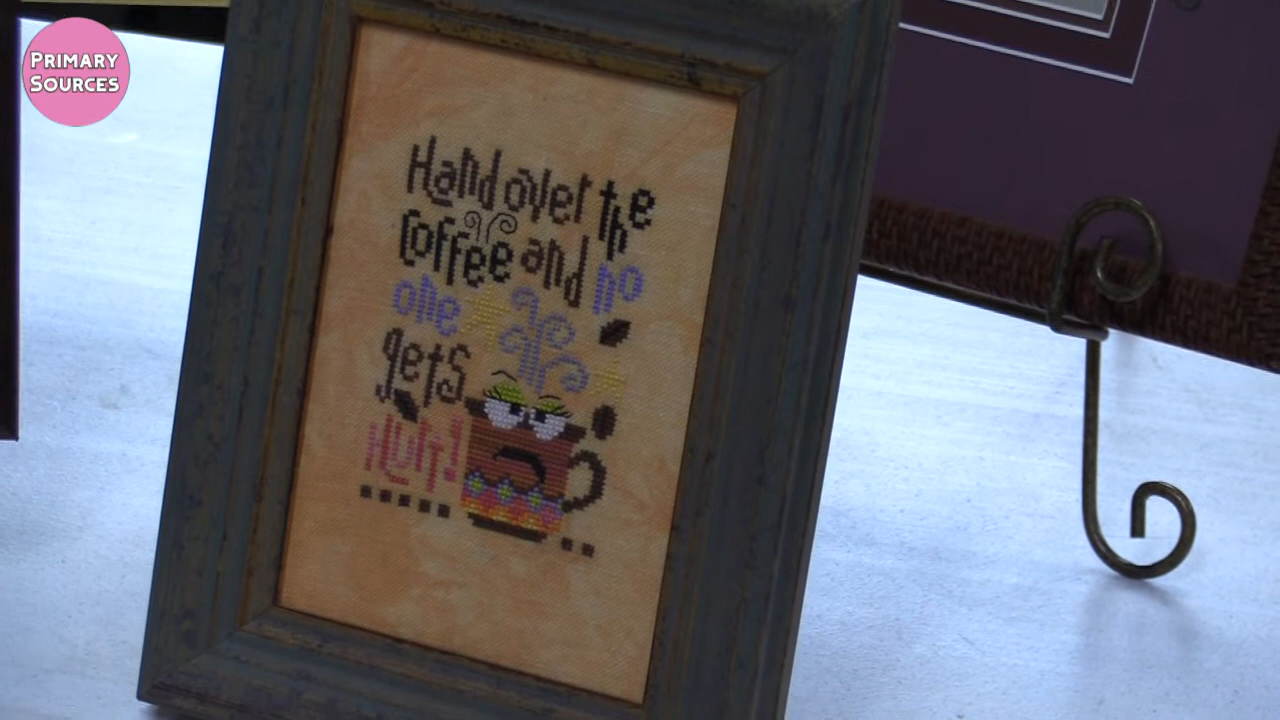 PRIMARY
SOURCES
Hand over the
Coffee and no
one
gets
Hurt!